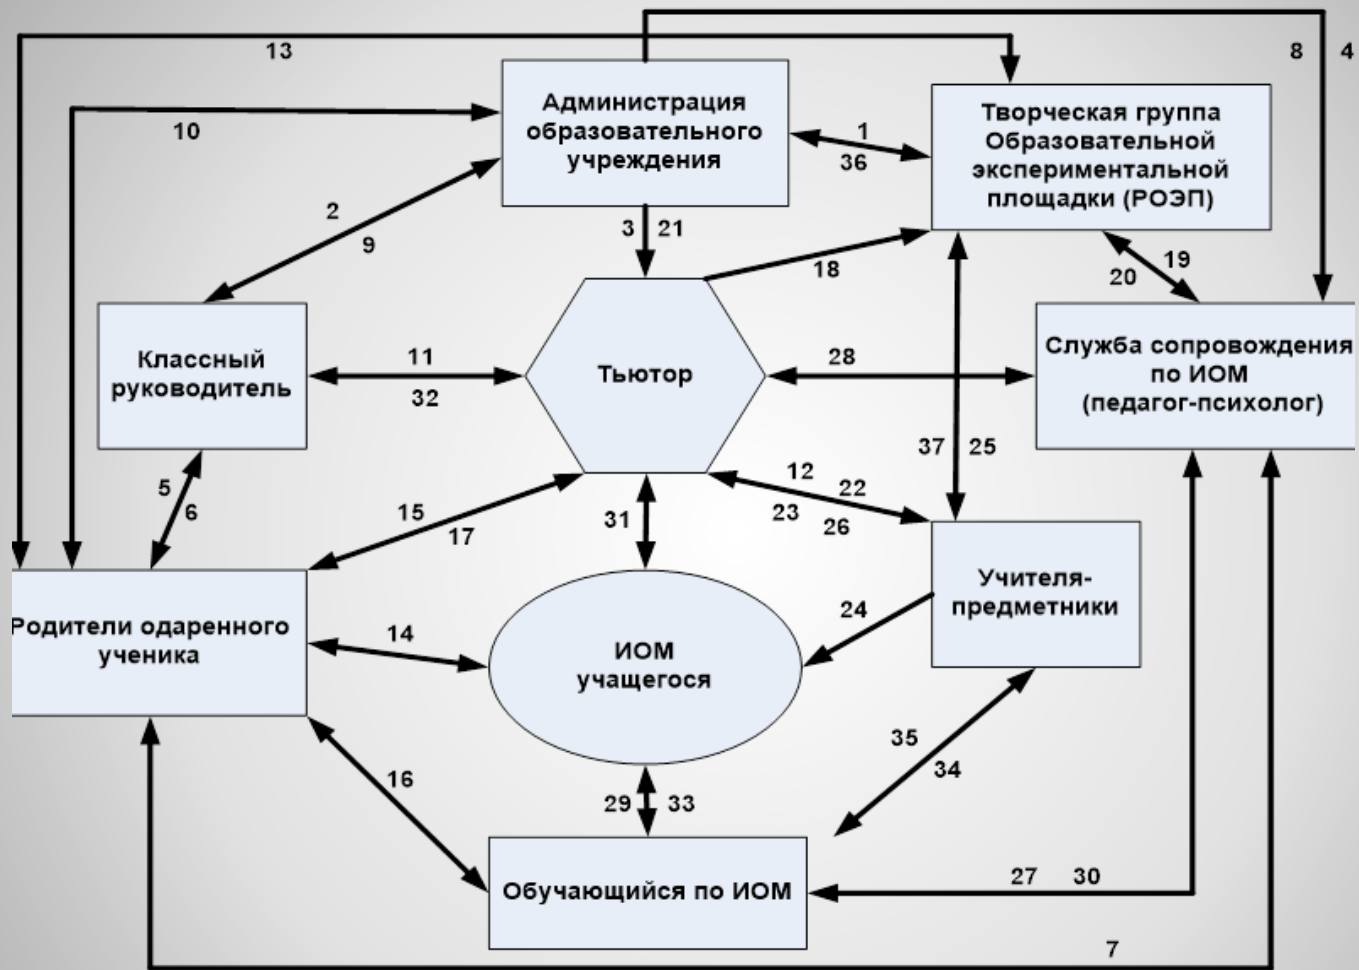 13
8 4
10
Администрация
образовательного
учреждения
1
36
Творческая группа
Образовательной
экспериментальной
площадки (РОЭП)
2
9
3 21
18
19
20
Классный
руководитель
11
32
Тьютор
28
Служба сопровождения
по ИОМ
(педагог-психолог)
37 25
5
6
15
17
31
12
22
23
26
Родители одаренного
ученика
14
ИОМ
учащегося
24
Учителя-
предметники
16
29 33
35
34
Обучающийся по ИОМ
27 30
7